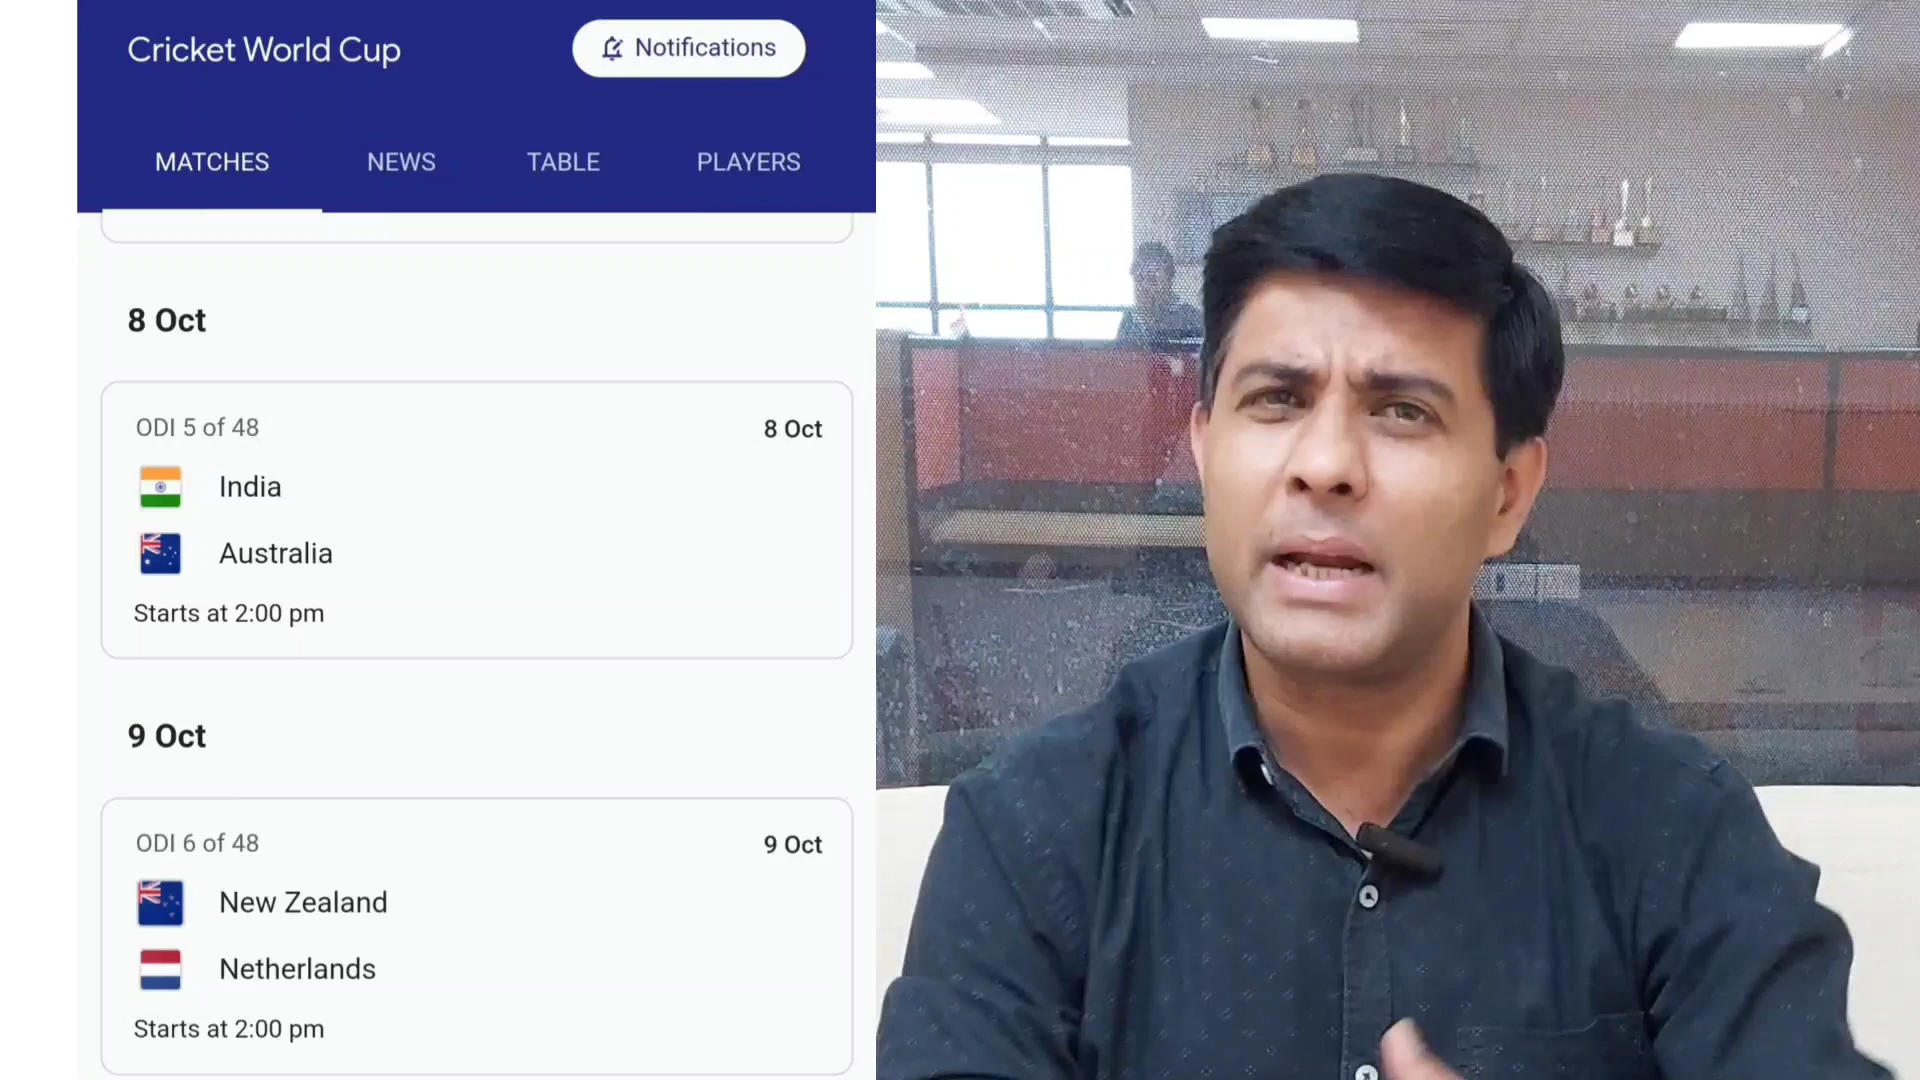 Cricket World Cup
Notifications
MATCHES NEWS TABLE PLAYERS
8 Oct
ODI 5 of 48 8 Oct
India
Australia
Starts at 2:00 pm
9 Oct
ODI 6 of 48 9 Oct
New Zealand
Netherlands
Starts at 2:00 pm